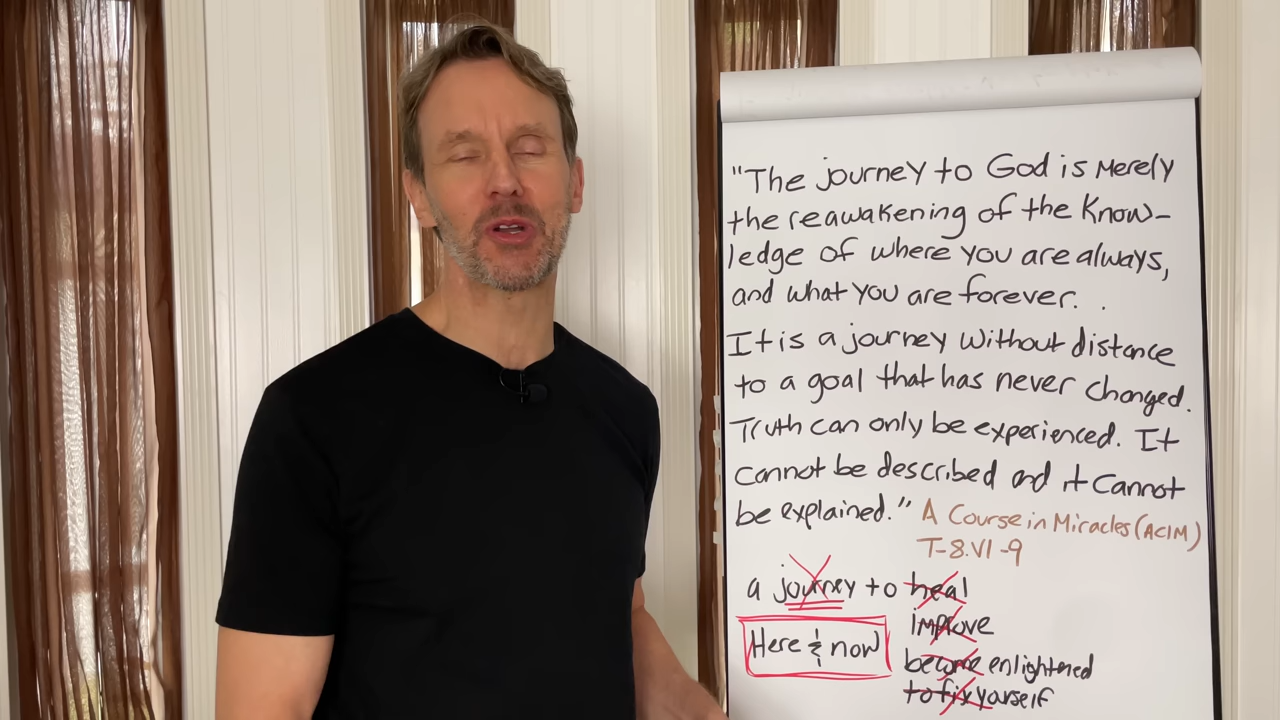 "The journey to God is Merely
the reawakening of the Know-
ledge of where you are always,
and what you are forever.
It is a journey without distance
to a goal that has never changed.
Truth can only be experienced. It
cannot be described and it cannot
be explained." A Course in Miracles (ACIM)
T-8.VI-9
a journey to heal
improve
Here & now
become enlightened
to fix yourself